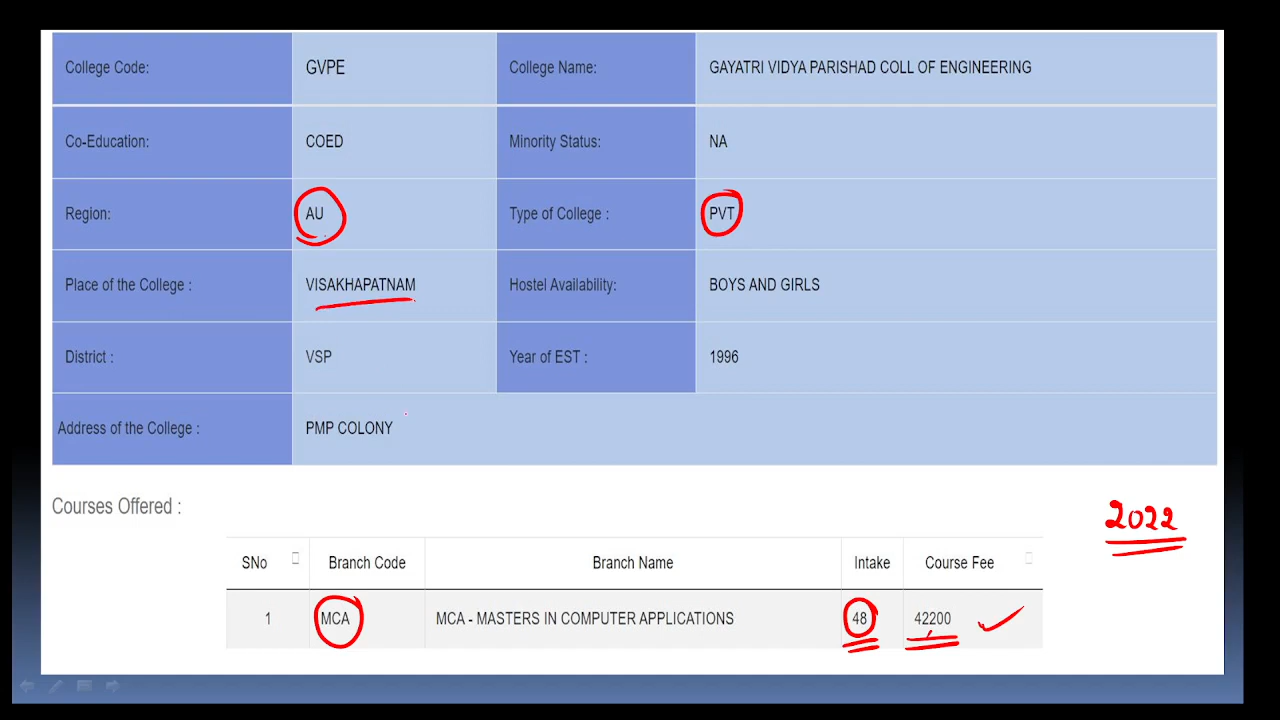 College Code: GVPE College Name: GAYATRI VIDYA PARISHAD COLL OF ENGINEERING
Co-Education: COED Minority Status: NA
Region: AU Type of College : PVT
Place of the College : VISAKHAPATNAM Hostel Availability: BOYS AND GIRLS
District : VSP Year of EST : 1996
Address of the College : PMP COLONY
Courses Offered :
2022
SNo Branch Code Branch Name Intake Course Fee
1 MCA MCA - MASTERS IN COMPUTER APPLICATIONS 48 42200